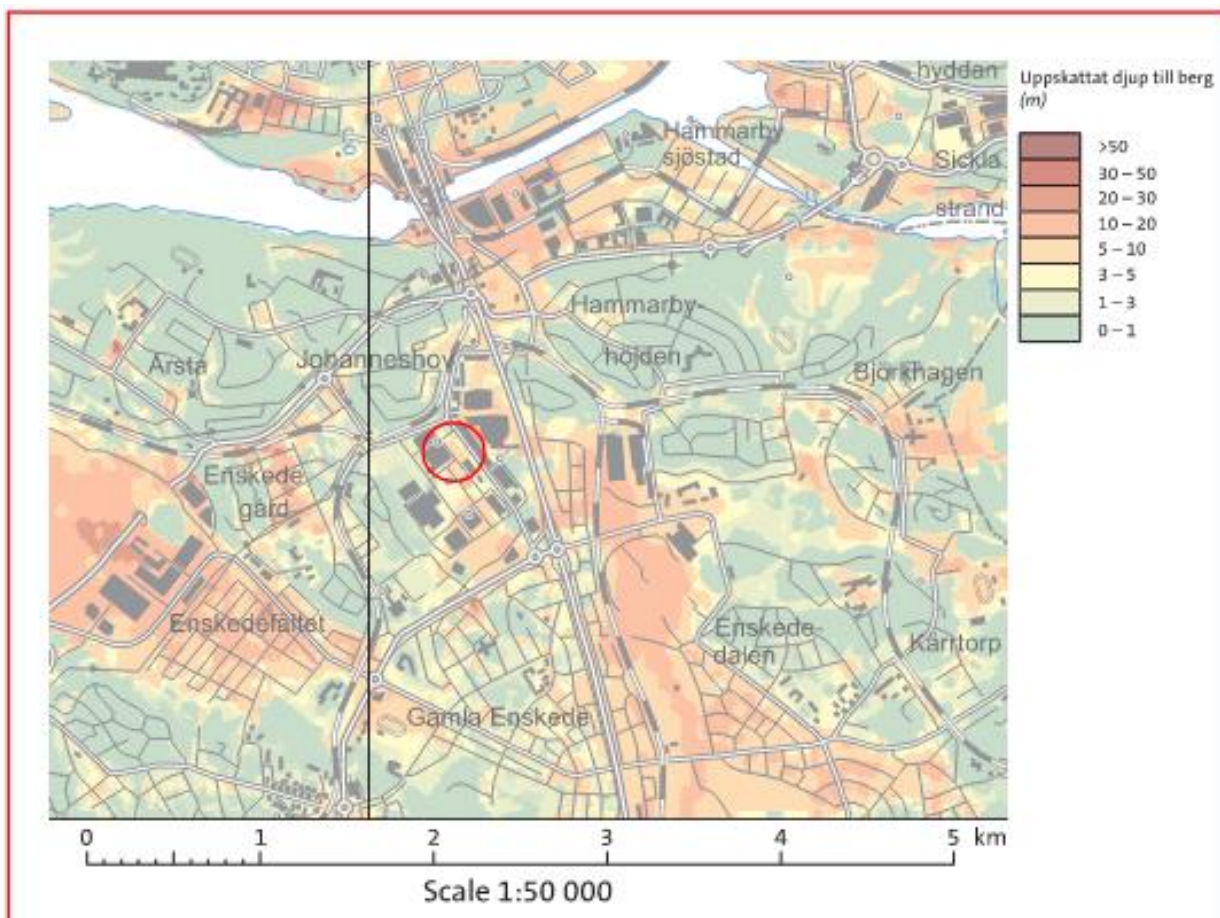 hyddan
Uppskattat djup till berg
(m)
Hammarby
sjöstad
Sickla
strand
>50
30 – 50
20 – 30
10 – 20
5 – 10
3 – 5
1 – 3
0 – 1
Hammarby-
höjden
Årsta
Johanneshov
Björkhagen
Enskede
gård
Enskedefältet
Enskede-
dalen
Kärrtorp
Gamla Enskede
0 1 2 3 4 5 km
Scale 1:50 000